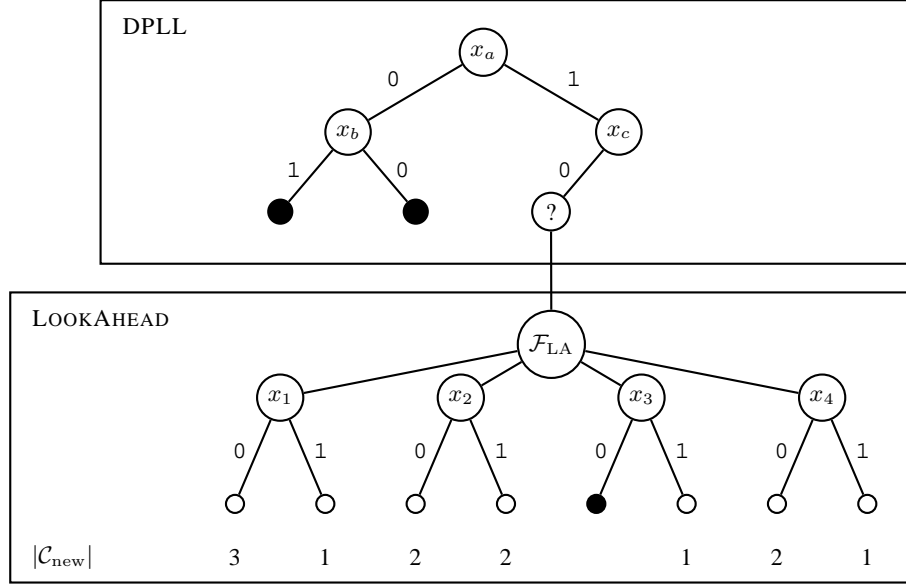 DPLL
x_a
0 1
x_b x_c
1 0 0
?
LOOKAHEAD
F_LA
x_1 x_2 x_3 x_4
0 1 0 1 0 1 0 1
|C_new| 3 1 2 2 1 2 1